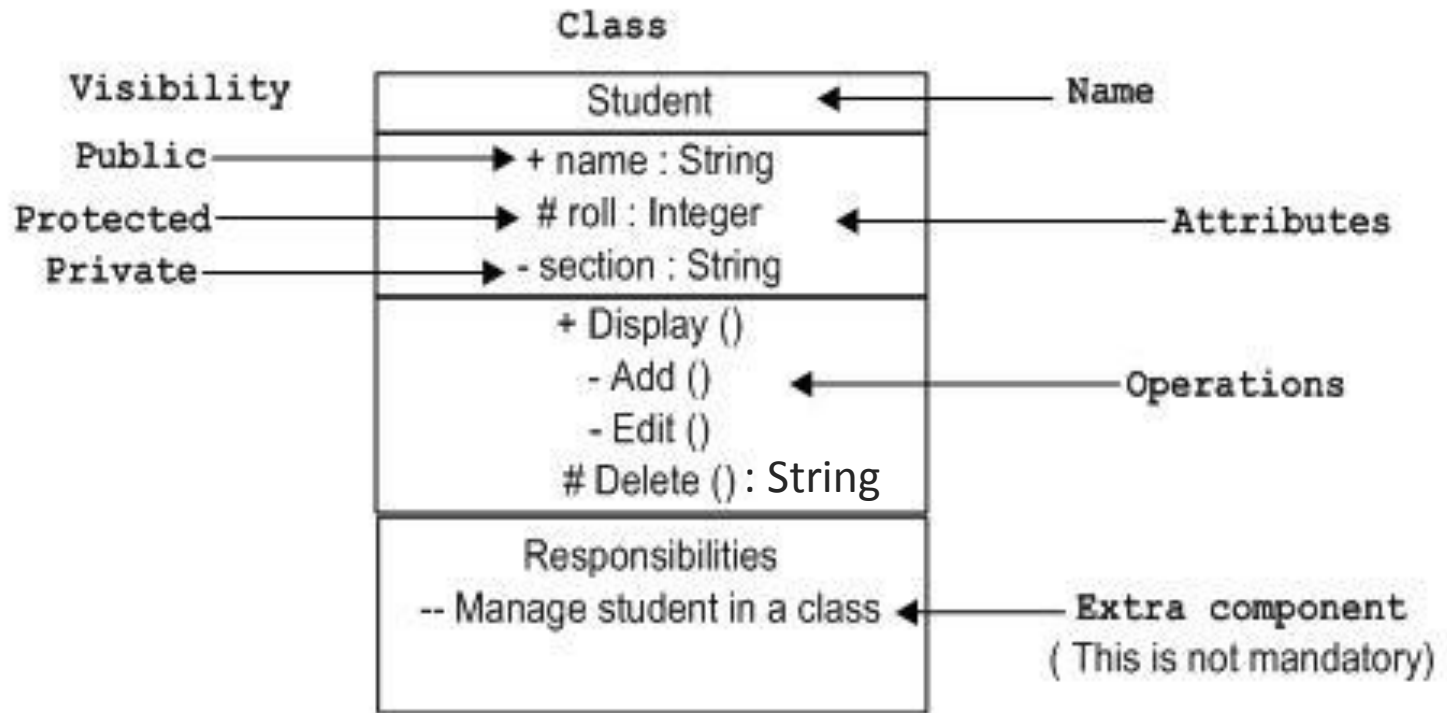 Class
Visibility
Student
Name
Public
+ name : String
Protected
# roll : Integer
Attributes
Private
- section : String
+ Display ()
- Add ()
Operations
- Edit ()
# Delete () : String
Responsibilities
-- Manage student in a class
Extra component
( This is not mandatory)